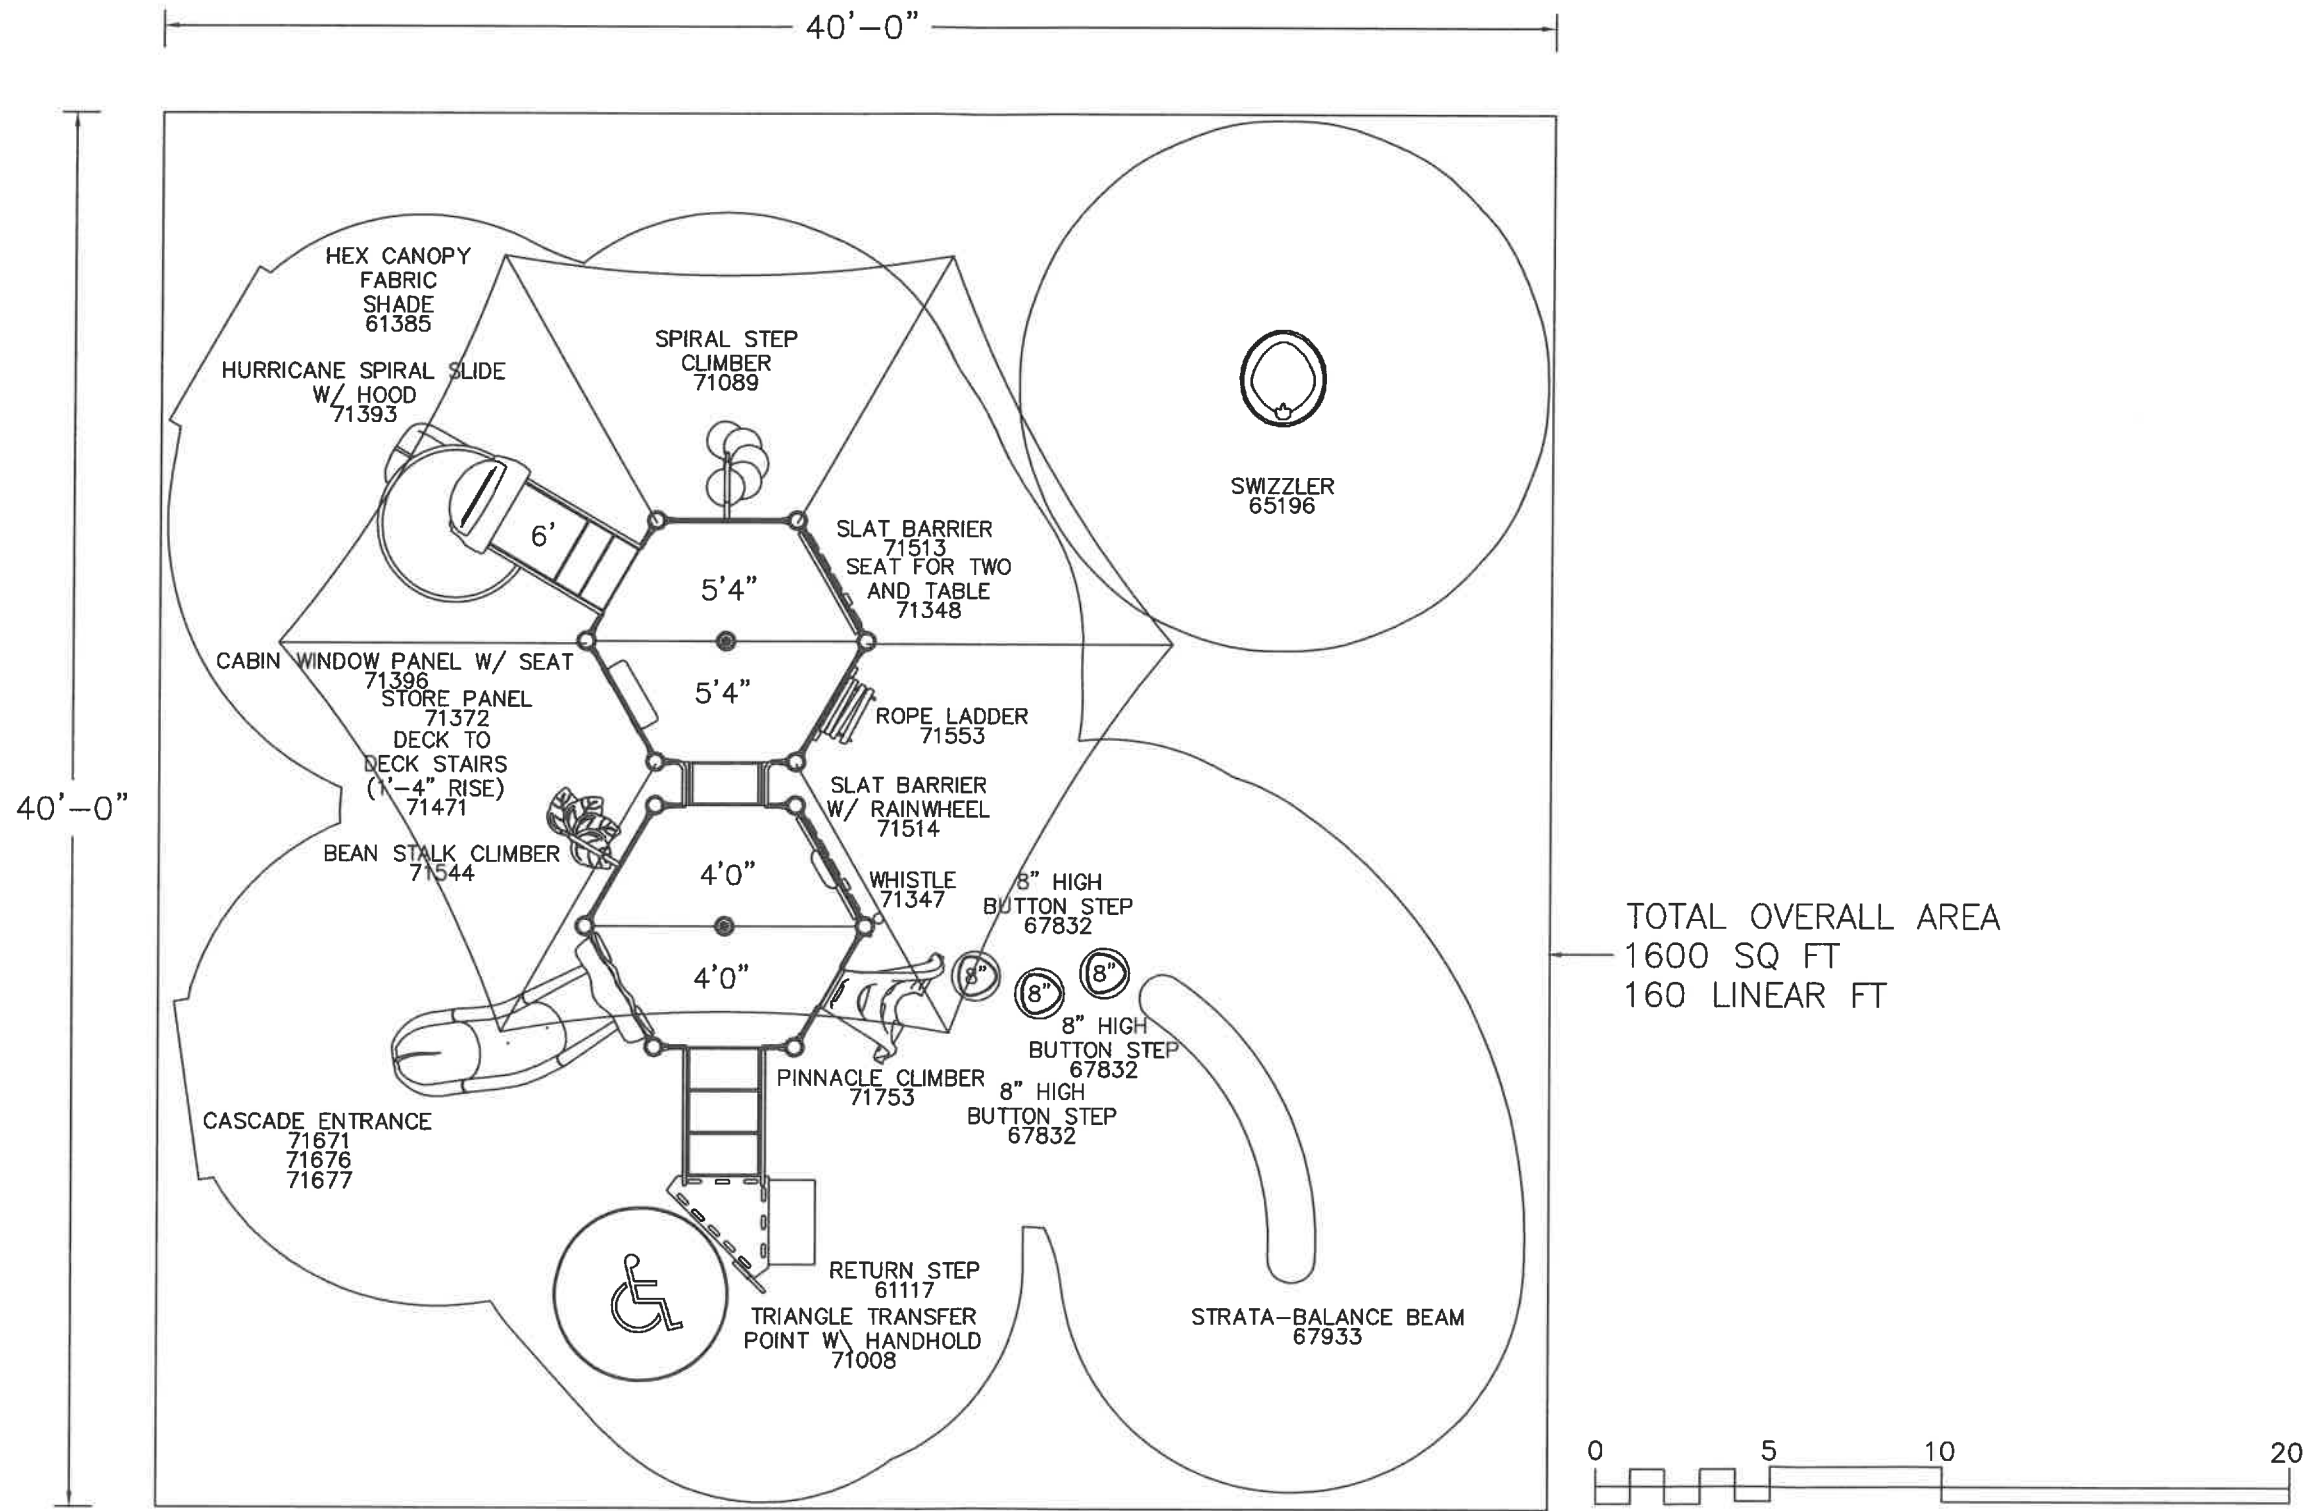 40'-0"
HEX CANOPY
FABRIC
SHADE
61385
HURRICANE SPIRAL SLIDE
W/ HOOD
71393
SPIRAL STEP
CLIMBER
71089
SWIZZLER
65196
6'
5'4"
SLAT BARRIER
71513
SEAT FOR TWO
AND TABLE
71348
CABIN WINDOW PANEL W/ SEAT
71396
STORE PANEL
71372
DECK TO
DECK STAIRS
(1'-4" RISE)
71471
5'4"
ROPE LADDER
71553
40'-0"
SLAT BARRIER
W/ RAINWHEEL
71514
BEAN STALK CLIMBER
71544
4'0"
WHISTLE
71347
8" HIGH
BUTTON STEP
67832
4'0"
8"
8"
8"
8" HIGH
BUTTON STEP
67832
8" HIGH
BUTTON STEP
67832
PINNACLE CLIMBER
71753
TOTAL OVERALL AREA
1600 SQ FT
160 LINEAR FT
CASCADE ENTRANCE
71671
71676
71677
RETURN STEP
61117
TRIANGLE TRANSFER
POINT W\ HANDHOLD
71008
STRATA-BALANCE BEAM
67933
0 5 10 20